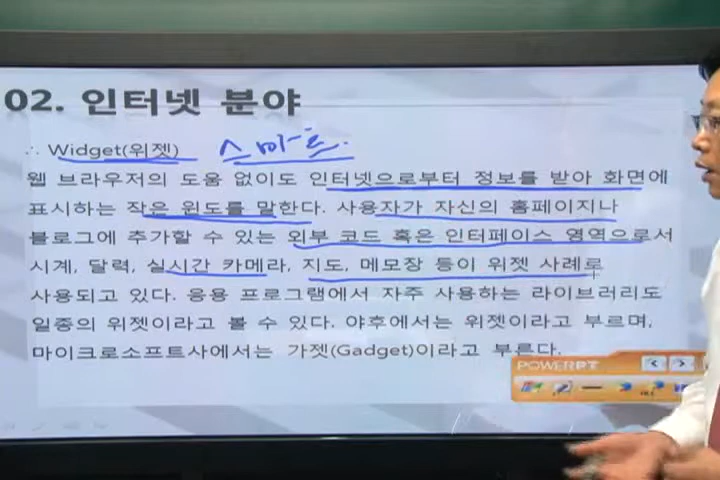 02. 인터넷 분야
∴ Widget(위젯) 스마트.
웹 브라우저의 도움 없이도 인터넷으로부터 정보를 받아 화면에
표시하는 작은 윈도를 말한다. 사용자가 자신의 홈페이지나
블로그에 추가할 수 있는 외부 코드 혹은 인터페이스 영역으로서
시계, 달력, 실시간 카메라, 지도, 메모장 등이 위젯 사례로
사용되고 있다. 응용 프로그램에서 자주 사용하는 라이브러리도
일종의 위젯이라고 볼 수 있다. 야후에서는 위젯이라고 부르며,
마이크로소프트사에서는 가젯(Gadget)이라고 부른다.
POWERPT